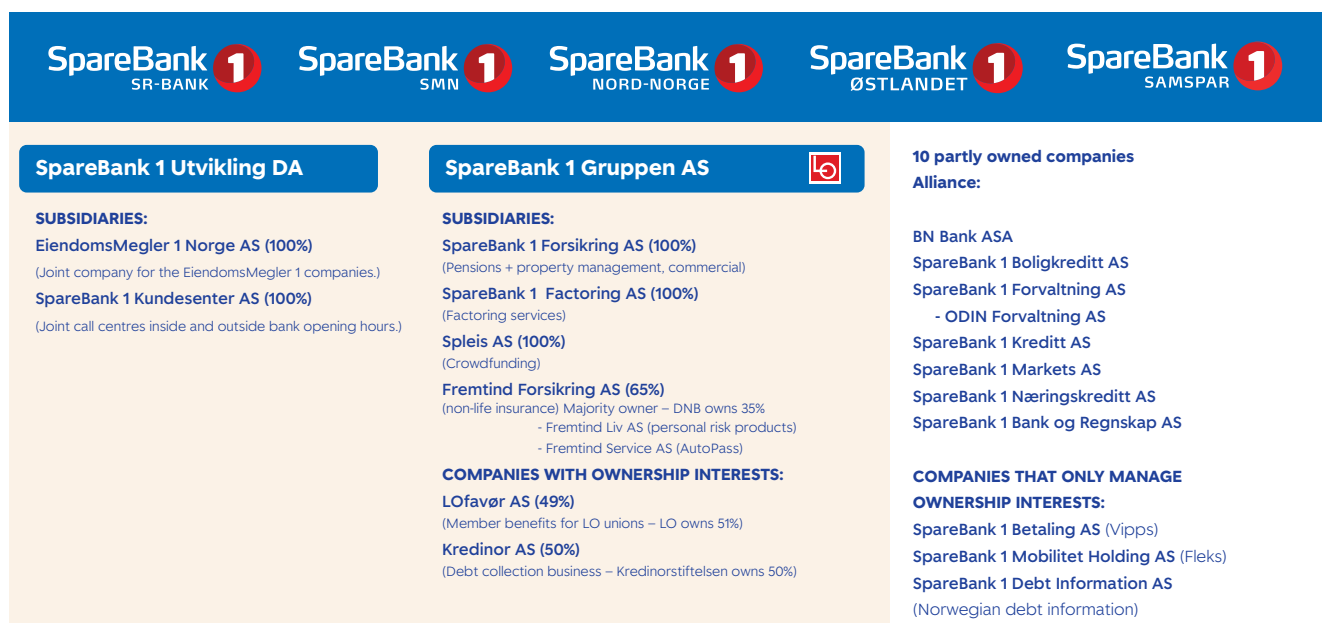 SpareBank 1
SR-BANK
SpareBank 1
SMN
SpareBank 1
NORD-NORGE
SpareBank 1
ØSTLANDET
SpareBank 1
SAMSPAR
SpareBank 1 Utvikling DA
SUBSIDIARIES:
EiendomsMegler 1 Norge AS (100%)
(Joint company for the EiendomsMegler 1 companies.)
SpareBank 1 Kundesenter AS (100%)
(Joint call centres inside and outside bank opening hours.)
SpareBank 1 Gruppen AS
LO
SUBSIDIARIES:
SpareBank 1 Forsikring AS (100%)
(Pensions + property management, commercial)
SpareBank 1 Factoring AS (100%)
(Factoring services)
Spleis AS (100%)
(Crowdfunding)
Fremtind Forsikring AS (65%)
(non-life insurance) Majority owner – DNB owns 35%
- Fremtind Liv AS (personal risk products)
- Fremtind Service AS (AutoPass)
COMPANIES WITH OWNERSHIP INTERESTS:
LOfavør AS (49%)
(Member benefits for LO unions – LO owns 51%)
Kredinor AS (50%)
(Debt collection business – Kredinorstiftelsen owns 50%)
10 partly owned companies
Alliance:
BN Bank ASA
SpareBank 1 Boligkreditt AS
SpareBank 1 Forvaltning AS
- ODIN Forvaltning AS
SpareBank 1 Kreditt AS
SpareBank 1 Markets AS
SpareBank 1 Næringskreditt AS
SpareBank 1 Bank og Regnskap AS
COMPANIES THAT ONLY MANAGE
OWNERSHIP INTERESTS:
SpareBank 1 Betaling AS (Vipps)
SpareBank 1 Mobilitet Holding AS (Fleks)
SpareBank 1 Debt Information AS
(Norwegian debt information)